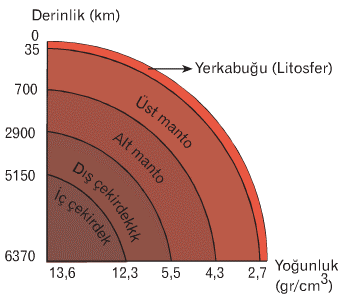 Derinlik (km)
0
35
Yerkabuğu (Litosfer)
700
Üst manto
2900
Alt manto
5150
Dış çekirdekkk
İç çekirdek
6370
13,6 12,3 5,5 4,3 2,7 Yoğunluk
(gr/cm³)